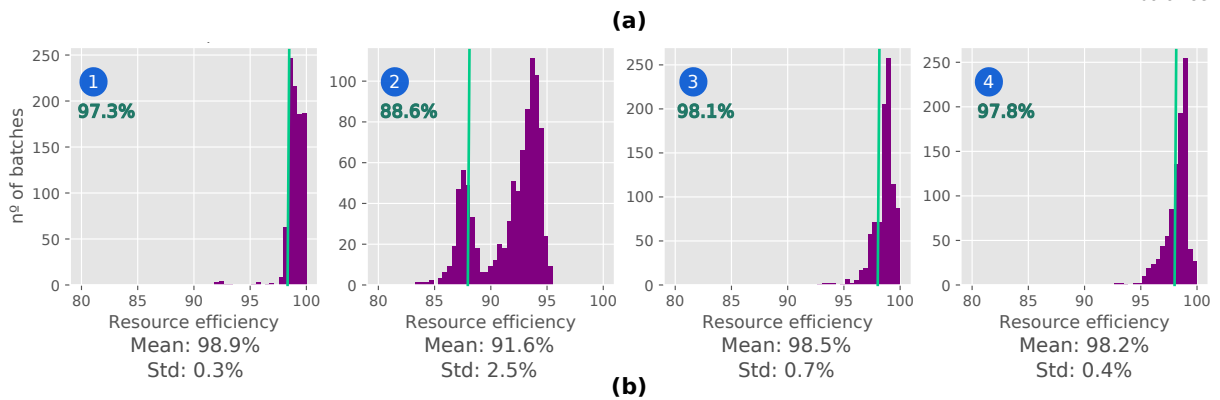 (a)
1
97.3%
nº of batches
250
200
150
100
50
0
80 85 90 95 100
Resource efficiency
Mean: 98.9%
Std: 0.3%
2
88.6%
100
80
60
40
20
0
80 85 90 95 100
Resource efficiency
Mean: 91.6%
Std: 2.5%
3
98.1%
250
200
150
100
50
0
80 85 90 95 100
Resource efficiency
Mean: 98.5%
Std: 0.7%
4
97.8%
250
200
150
100
50
0
80 85 90 95 100
Resource efficiency
Mean: 98.2%
Std: 0.4%
(b)